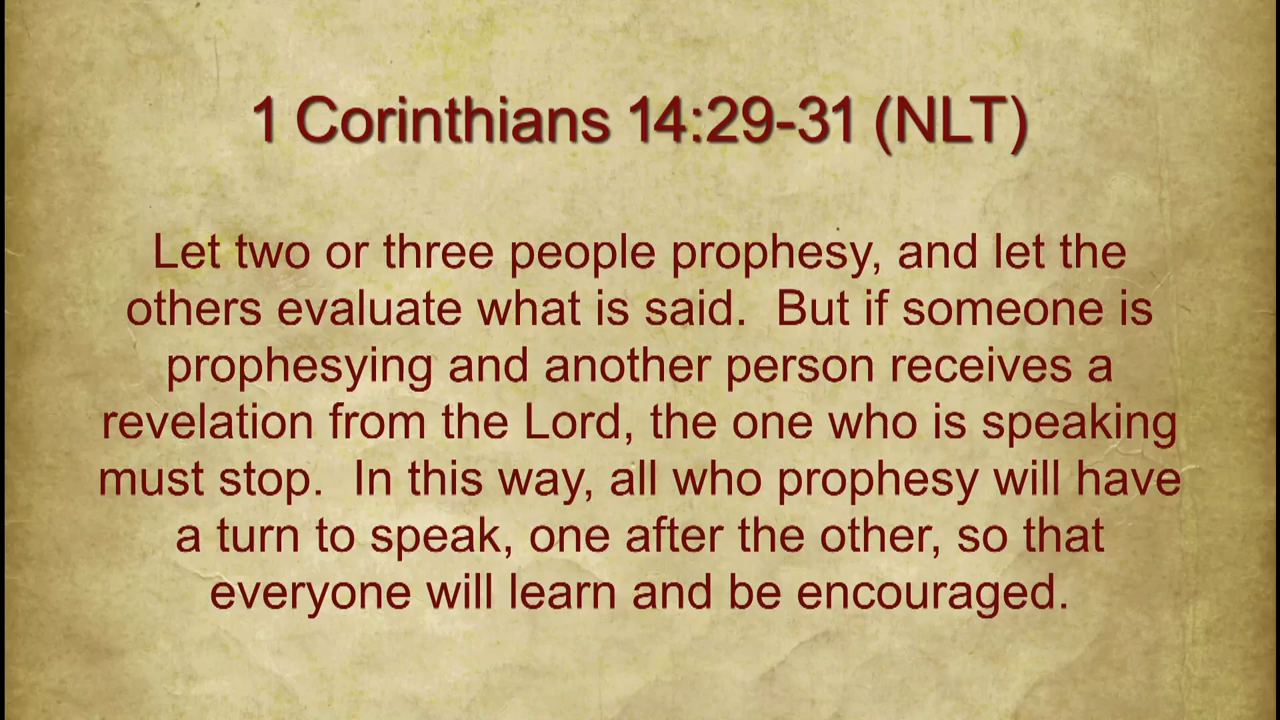 1 Corinthians 14:29-31 (NLT)
Let two or three people prophesy, and let the
others evaluate what is said.  But if someone is
prophesying and another person receives a
revelation from the Lord, the one who is speaking
must stop.  In this way, all who prophesy will have
a turn to speak, one after the other, so that
everyone will learn and be encouraged.